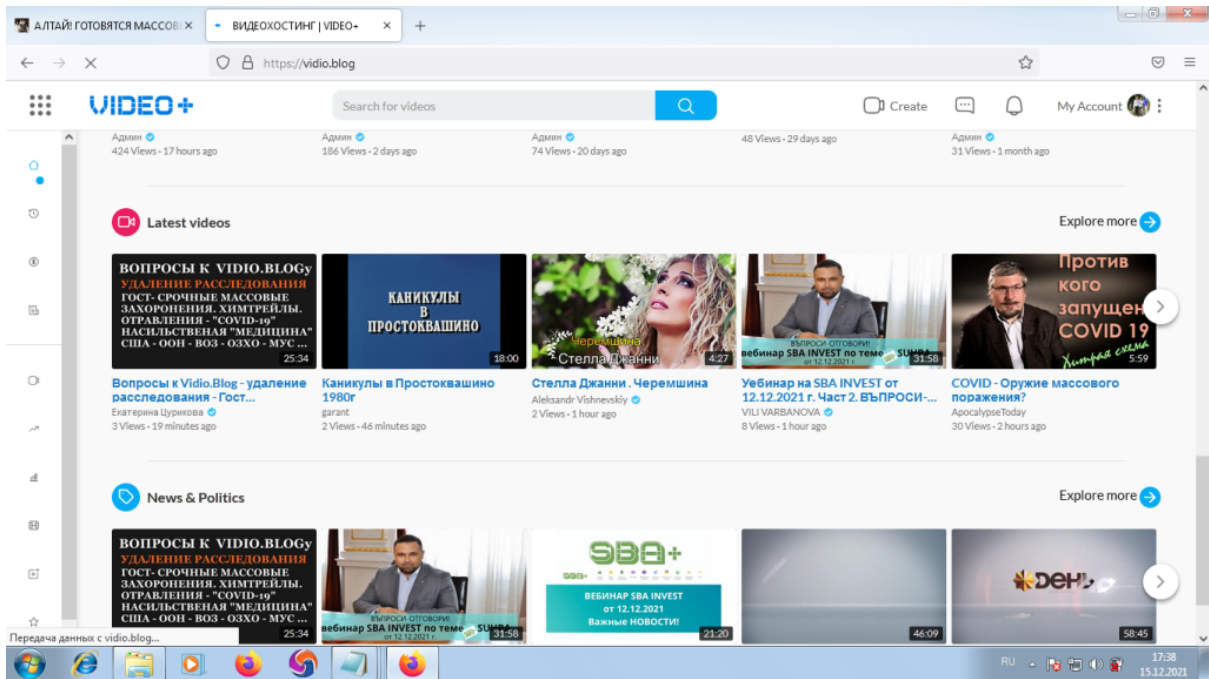 АЛТАЙ! ГОТОВЯТСЯ МАССОВЫ
ВИДЕОХОСТИНГ | VIDEO+
https://vidio.blog
VIDEO+
Search for videos
Create
My Account
Админ
424 Views · 17 hours ago
Админ
186 Views · 2 days ago
Админ
74 Views · 20 days ago
48 Views · 29 days ago
Админ
31 Views · 1 month ago
Latest videos
Explore more
ВОПРОСЫ К VIDIO.BLOGу
УДАЛЕНИЕ РАССЛЕДОВАНИЯ
ГОСТ- СРОЧНЫЕ МАССОВЫЕ
ЗАХОРОНЕНИЯ. ХИМТРЕЙЛЫ.
ОТРАВЛЕНИЯ - "COVID-19"
НАСИЛЬСТВЕНАЯ "МЕДИЦИНА"
США - ООН - ВОЗ - ОЗХО - МУС ...
25:34
Вопросы к Vidio.Blog - удаление
расследования - Гост...
Екатерина Цурикова
3 Views · 19 minutes ago
КАНИКУЛЫ
В
ПРОСТОКВАШИНО
18:00
Каникулы в Простоквашино
1980г
garant
2 Views · 46 minutes ago
Черемшина
Стелла Джанни
4:27
Стелла Джанни . Черемшина
Aleksandr Vishnevskiy
2 Views · 1 hour ago
ВЪПРОСИ-ОТГОВОРИ!
вебинар SBA INVEST по теме
от 12.12.2021 г.
31:58
Уебинар на SBA INVEST от
12.12.2021 г. Част 2. ВЪПРОСИ-...
VILI VARBANOVA
8 Views · 1 hour ago
Против
кого
запущен
COVID 19
Хитрая схема
5:59
COVID - Оружие массового
поражения?
ApocalypseToday
30 Views · 2 hours ago
News & Politics
Explore more
ВОПРОСЫ К VIDIO.BLOGу
УДАЛЕНИЕ РАССЛЕДОВАНИЯ
ГОСТ- СРОЧНЫЕ МАССОВЫЕ
ЗАХОРОНЕНИЯ. ХИМТРЕЙЛЫ.
ОТРАВЛЕНИЯ - "COVID-19"
НАСИЛЬСТВЕНАЯ "МЕДИЦИНА"
США - ООН - ВОЗ - ОЗХО - МУС ...
25:34
ВЪПРОСИ-ОТГОВОРИ!
вебинар SBA INVEST по теме
от 12.12.2021 г.
31:58
SBA+
ВЕБИНАР SBA INVEST
от 12.12.2021
Важные НОВОСТИ!
21:20
46:09
ДЕНЬ
58:45
Передача данных с vidio.blog...
RU
17:38
15.12.2021